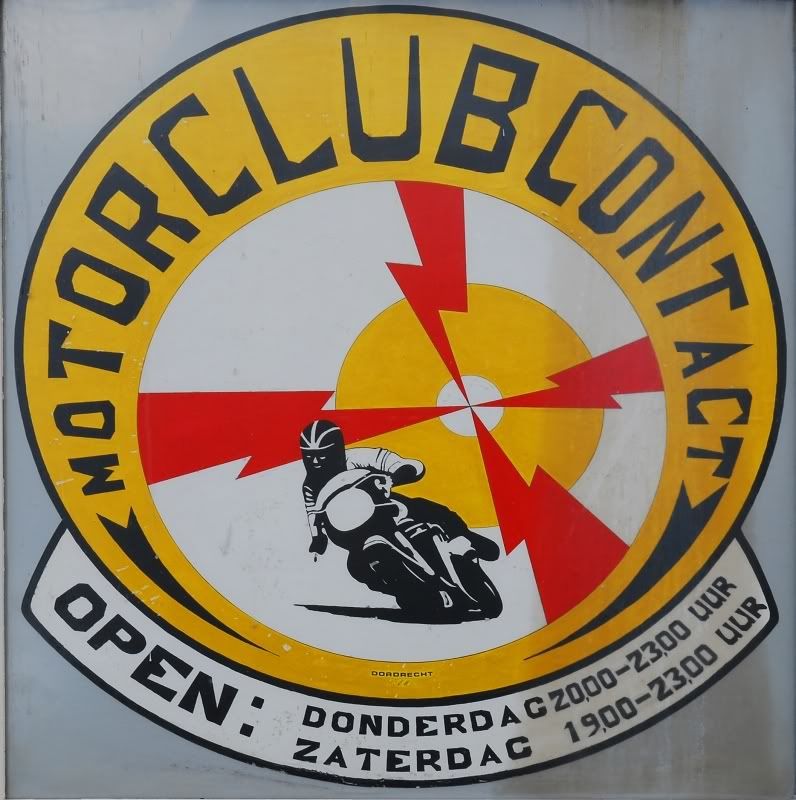 MOTORCLUBCONTACT
DORDRECHT
OPEN:
DONDERDAG 20,00-23,00 UUR
ZATERDAG 19,00-23,00 UUR